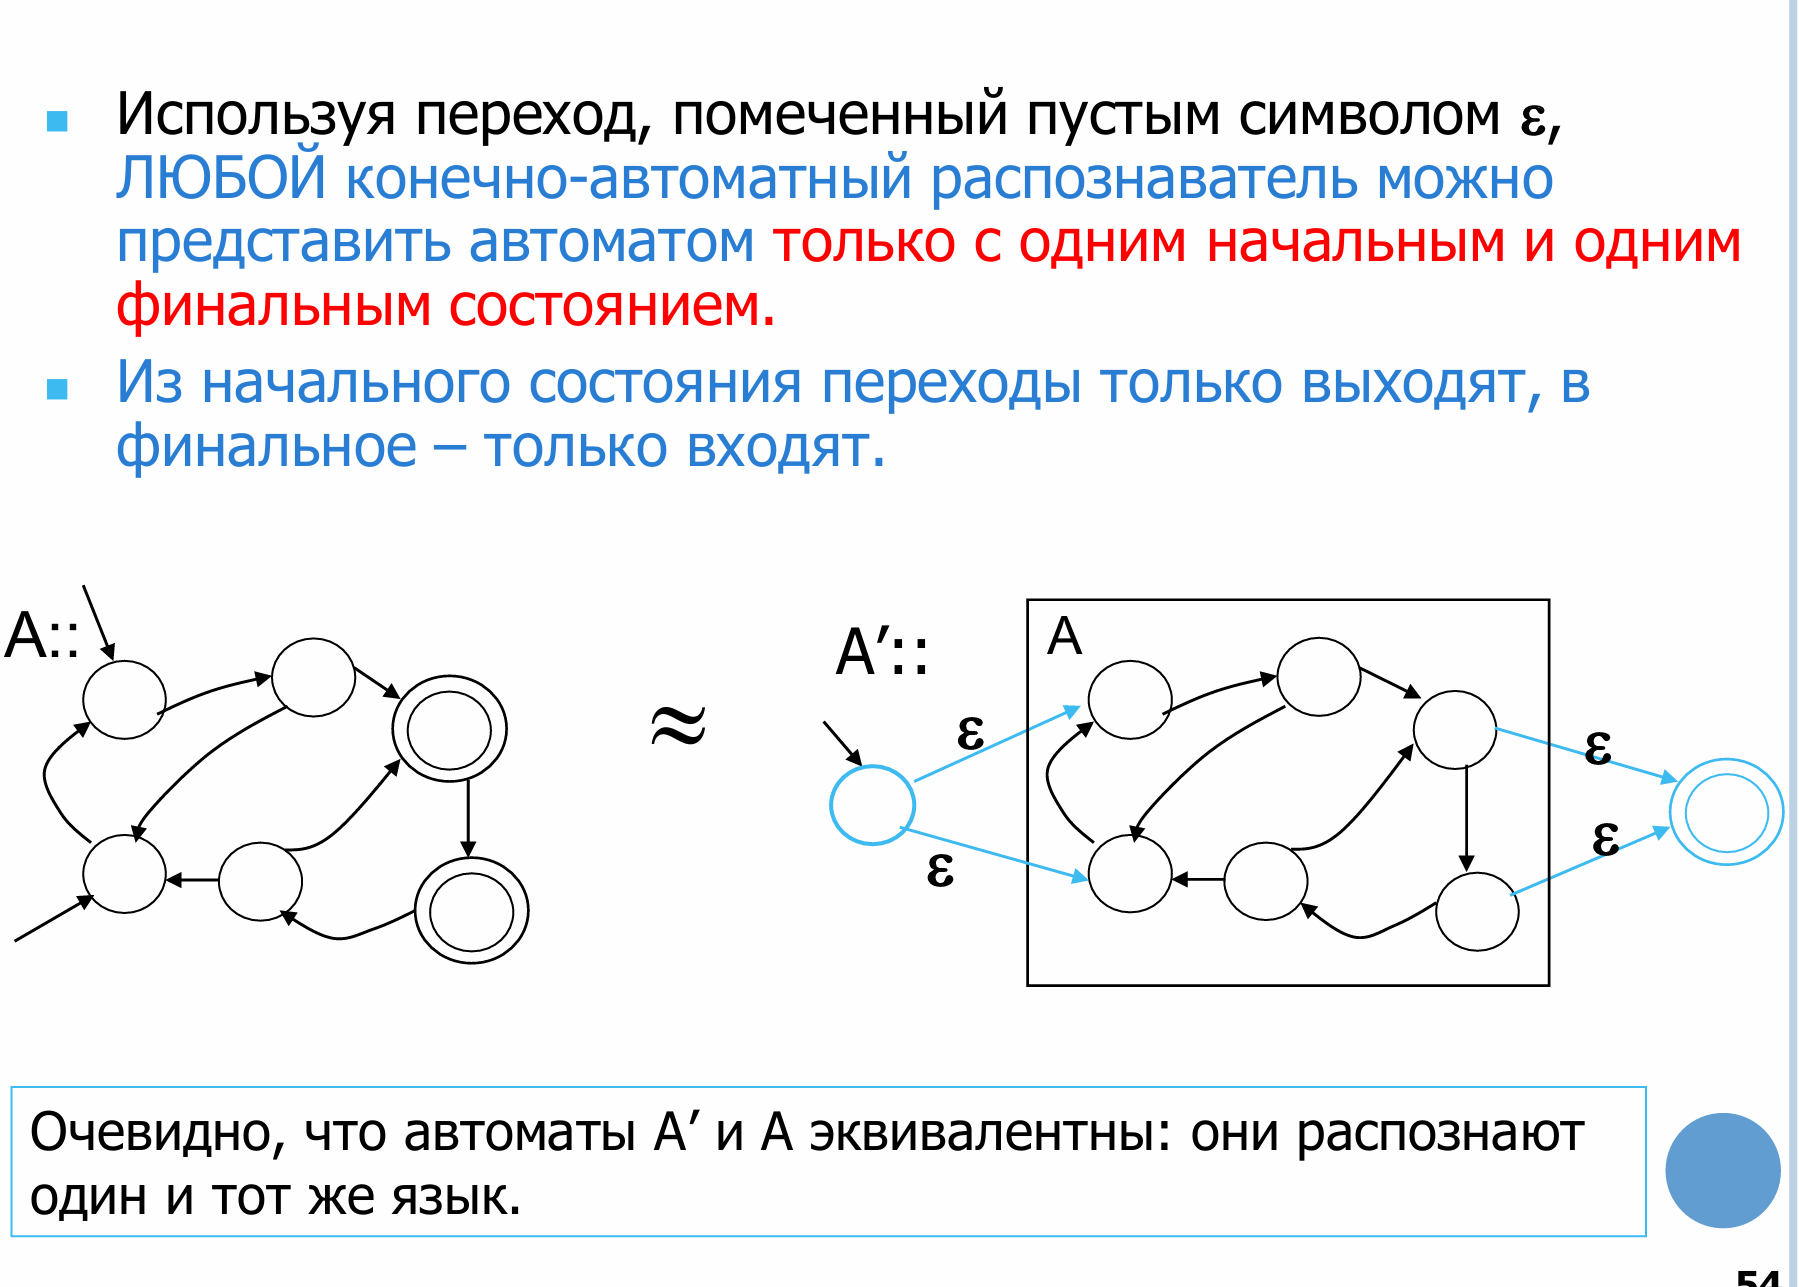 Используя переход, помеченный пустым символом ε,
ЛЮБОЙ конечно-автоматный распознаватель можно
представить автоматом только с одним начальным и одним
финальным состоянием.
Из начального состояния переходы только выходят, в
финальное – только входят.
A::
≈
A’::
A
ε
ε
ε
ε
Очевидно, что автоматы A’ и A эквивалентны: они распознают
один и тот же язык.
54